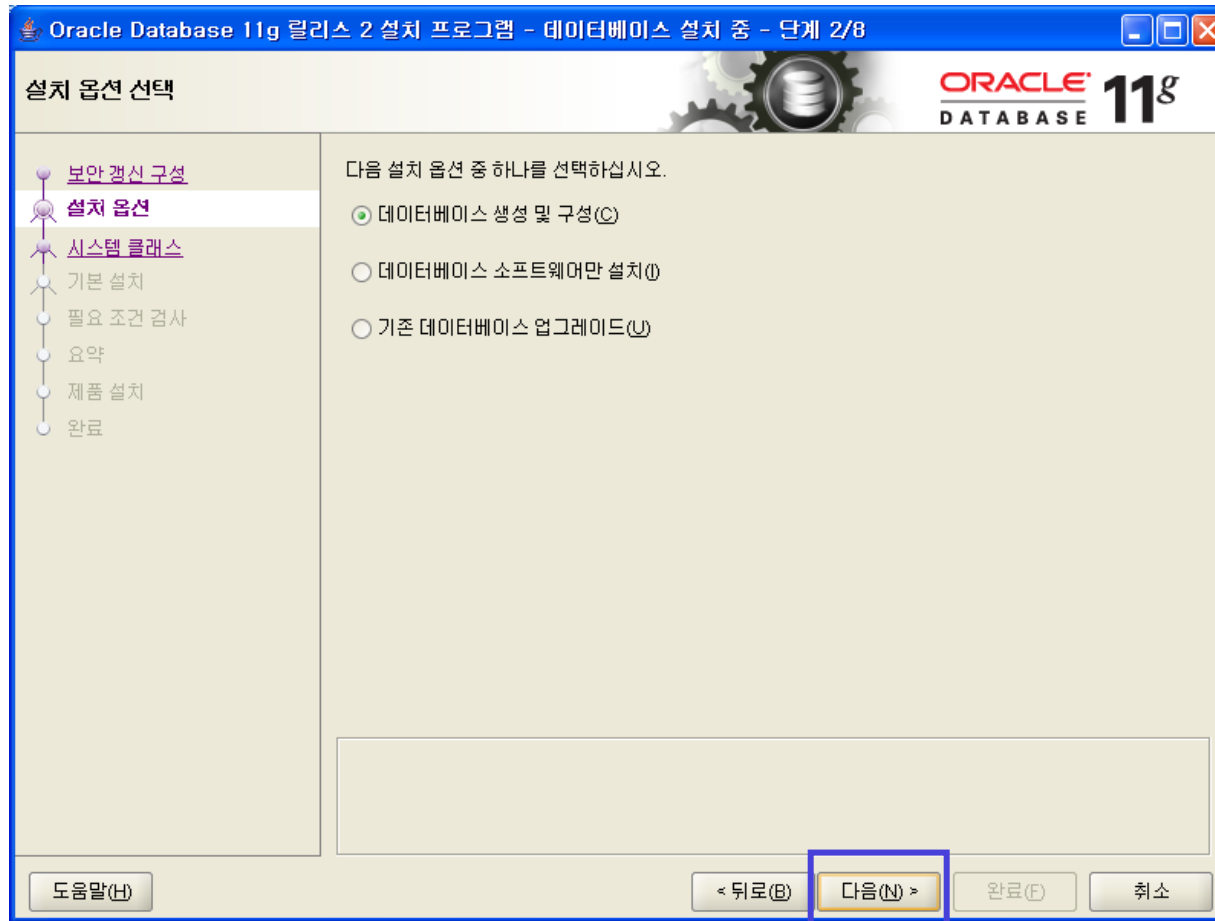 Oracle Database 11g 릴리스 2 설치 프로그램 - 데이터베이스 설치 중 - 단계 2/8
설치 옵션 선택
ORACLE
DATABASE
11g
보안 갱신 구성
설치 옵션
시스템 클래스
기본 설치
필요 조건 검사
요약
제품 설치
완료
다음 설치 옵션 중 하나를 선택하십시오.
데이터베이스 생성 및 구성(C)
데이터베이스 소프트웨어만 설치(I)
기존 데이터베이스 업그레이드(U)
도움말(H)
< 뒤로(B)
다음(N) >
완료(F)
취소